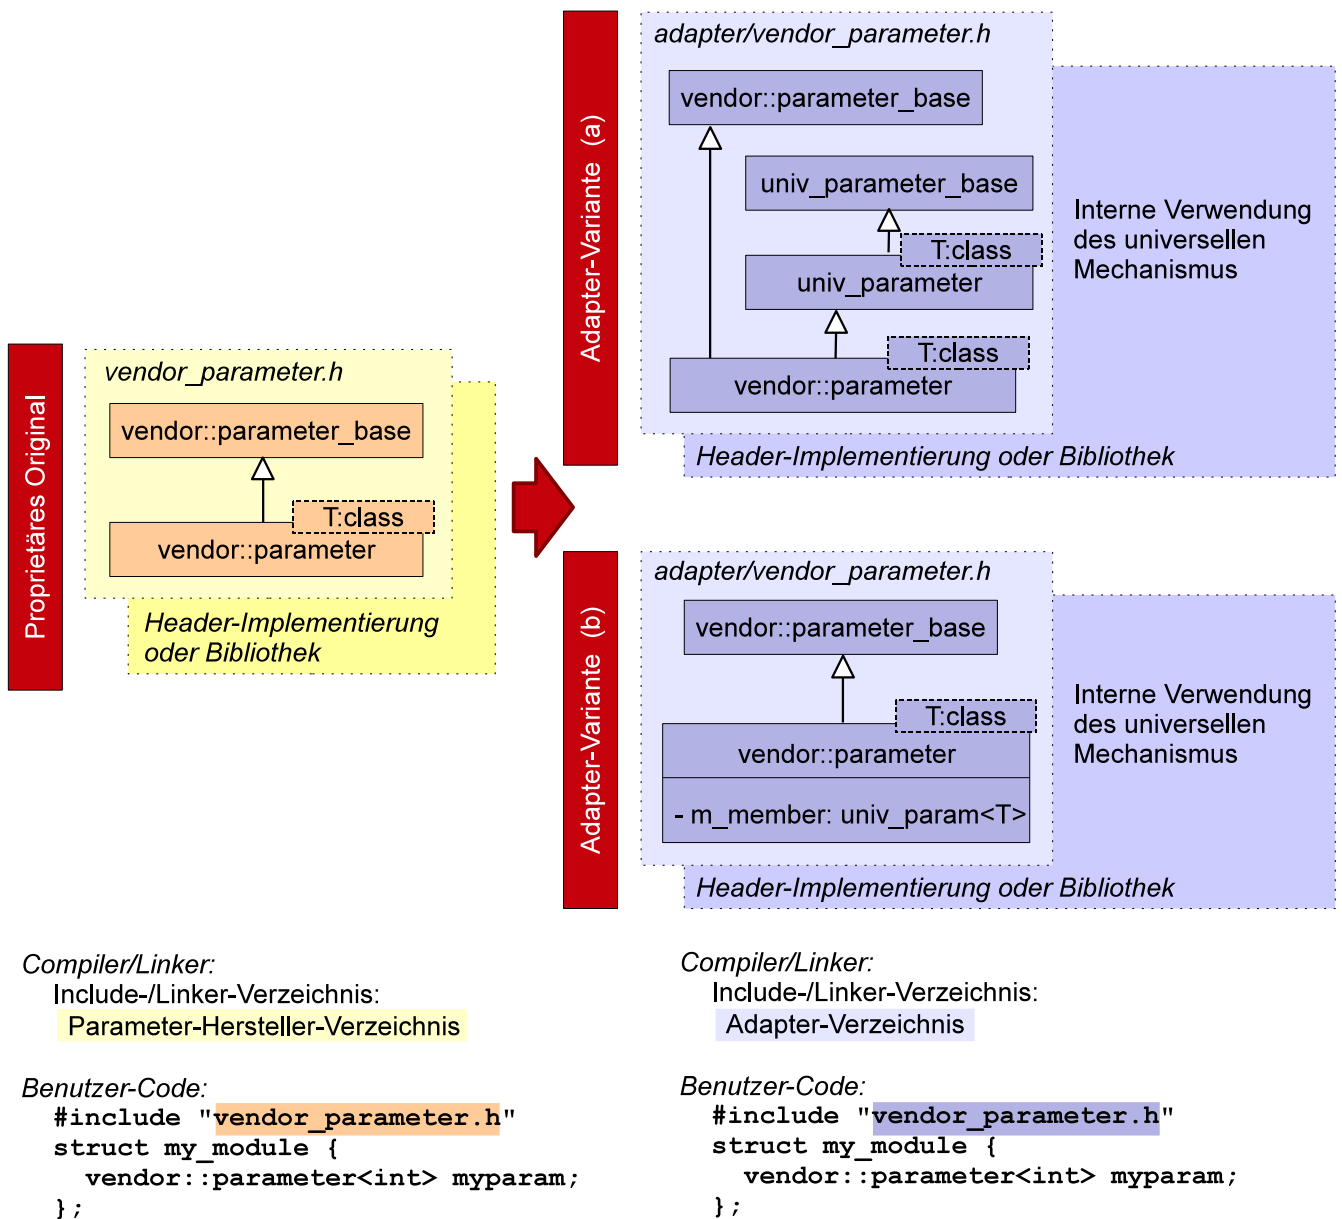 Proprietäres Original
vendor_parameter.h
vendor::parameter_base
T:class
vendor::parameter
Header-Implementierung
oder Bibliothek
Adapter-Variante (a)
adapter/vendor_parameter.h
vendor::parameter_base
univ_parameter_base
T:class
univ_parameter
T:class
vendor::parameter
Interne Verwendung
des universellen
Mechanismus
Header-Implementierung oder Bibliothek
Adapter-Variante (b)
adapter/vendor_parameter.h
vendor::parameter_base
T:class
vendor::parameter
- m_member: univ_param<T>
Interne Verwendung
des universellen
Mechanismus
Header-Implementierung oder Bibliothek
Compiler/Linker:
Include-/Linker-Verzeichnis:
Parameter-Hersteller-Verzeichnis
Benutzer-Code:
#include "vendor_parameter.h"
struct my_module {
vendor::parameter<int> myparam;
};
Compiler/Linker:
Include-/Linker-Verzeichnis:
Adapter-Verzeichnis
Benutzer-Code:
#include "vendor_parameter.h"
struct my_module {
vendor::parameter<int> myparam;
};